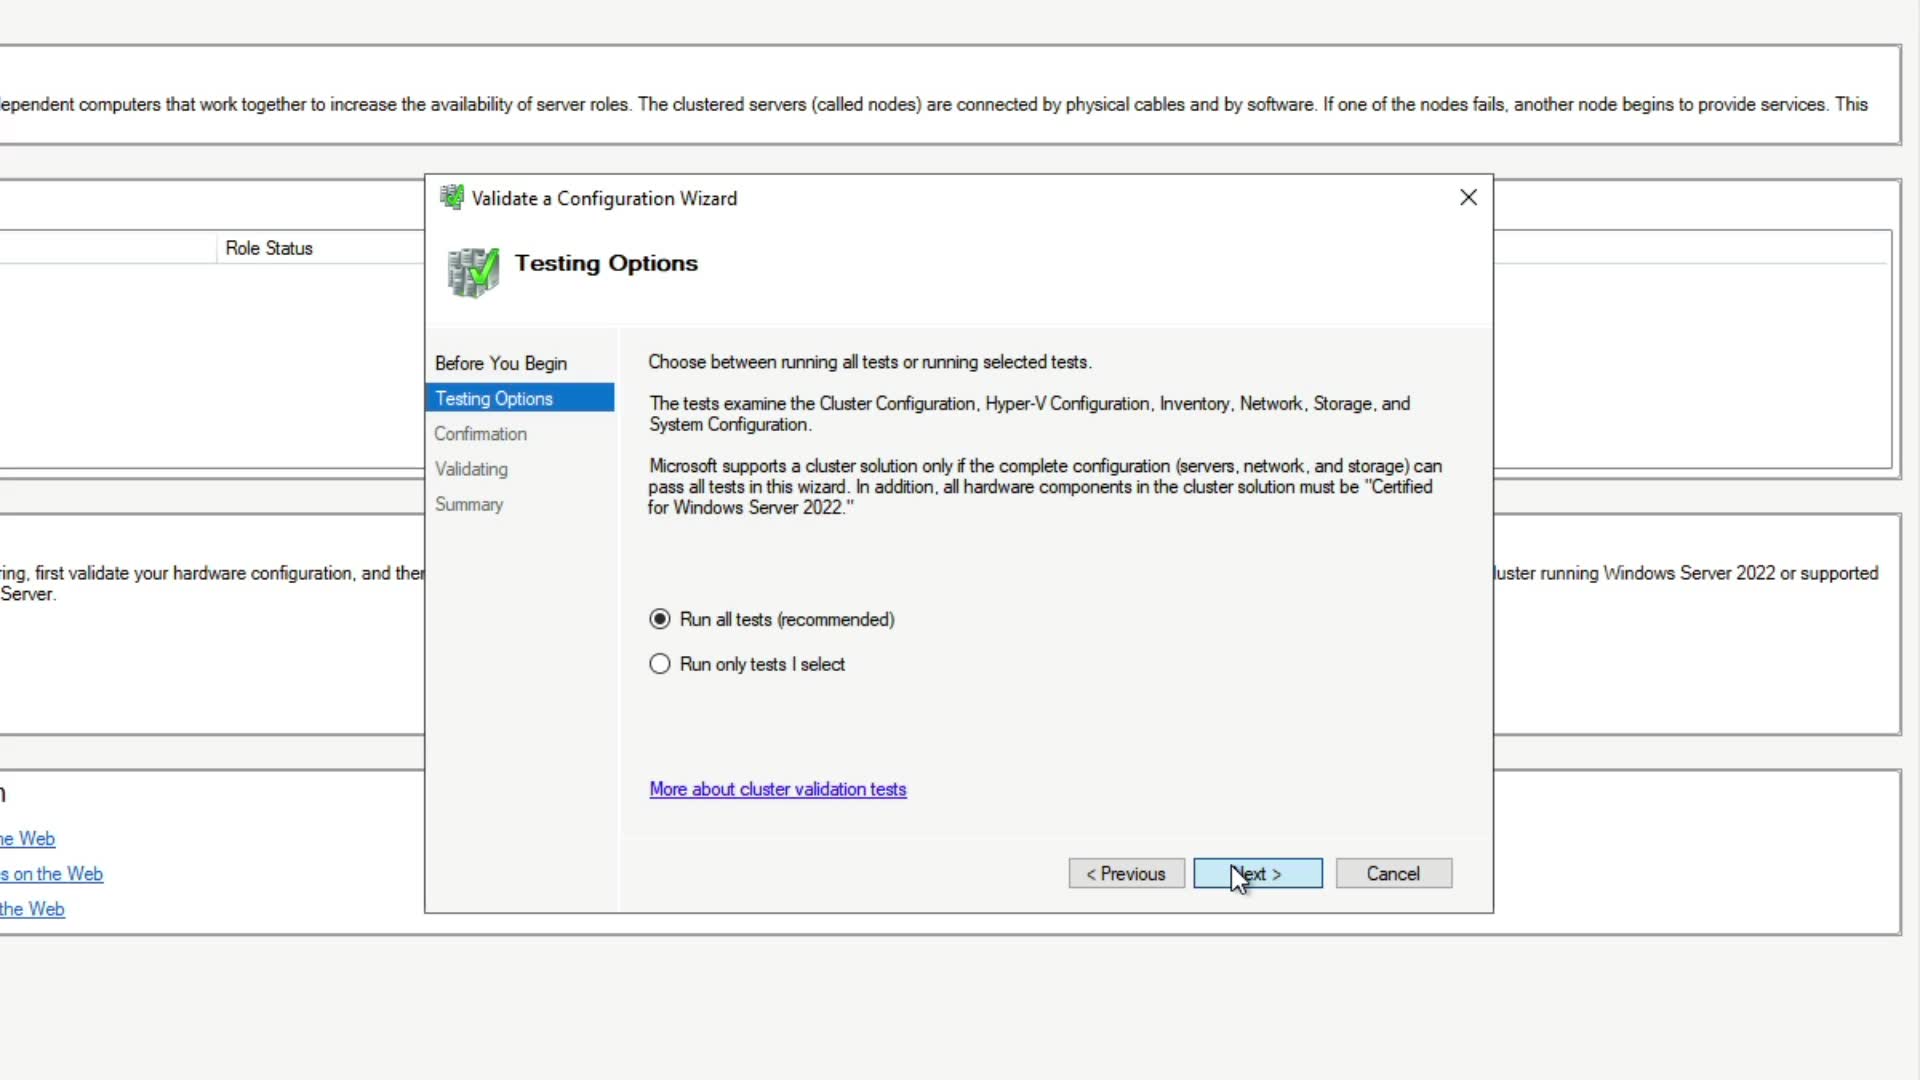 ependent computers that work together to increase the availability of server roles. The clustered servers (called nodes) are connected by physical cables and by software. If one of the nodes fails, another node begins to provide services. This
Validate a Configuration Wizard
Role Status
Testing Options
Before You Begin
Testing Options
Confirmation
Validating
Summary
Choose between running all tests or running selected tests.
The tests examine the Cluster Configuration, Hyper-V Configuration, Inventory, Network, Storage, and
System Configuration.
Microsoft supports a cluster solution only if the complete configuration (servers, network, and storage) can
pass all tests in this wizard. In addition, all hardware components in the cluster solution must be "Certified
for Windows Server 2022."
ring, first validate your hardware configuration, and then
luster running Windows Server 2022 or supported
Server.
Run all tests (recommended)
Run only tests I select
More about cluster validation tests
he Web
s on the Web
the Web
< Previous
Next >
Cancel